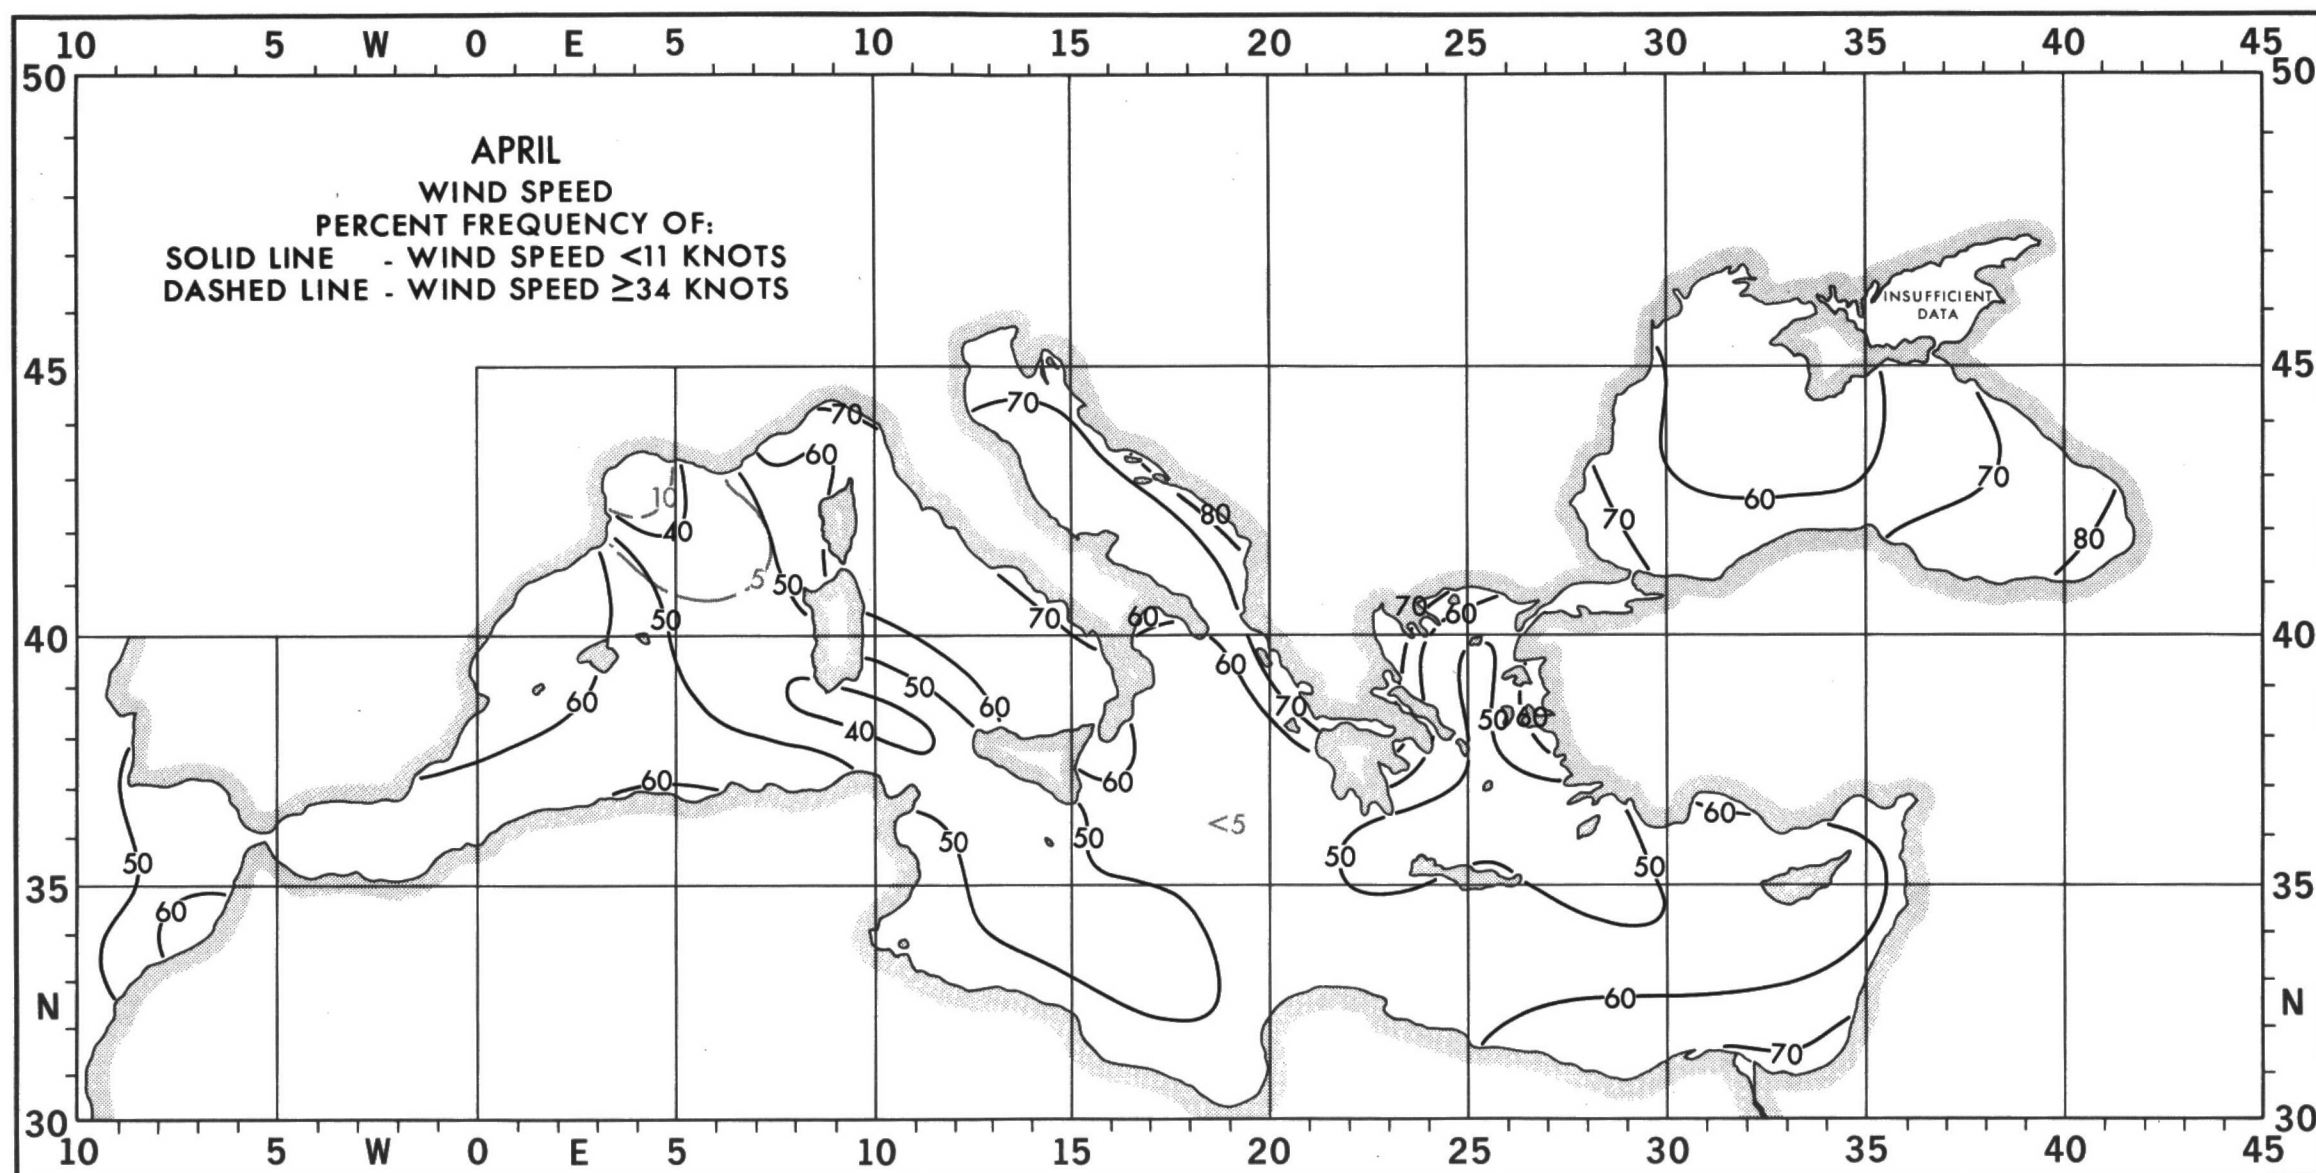 10 5 W 0 E 5 10 15 20 25 30 35 40 45
50 50
APRIL
WIND SPEED
PERCENT FREQUENCY OF:
SOLID LINE - WIND SPEED <11 KNOTS
DASHED LINE - WIND SPEED ≥34 KNOTS
INSUFFICIENT
DATA
45 45
70 70
60
70
10 60 80
40 70 80
5 50
70 60
50 70 60
40 40
60
50 60 70
60 40 50 60
60 60 60
<5
50 50 50 50
35 35
60
N 60 N
70
30 30
10 5 W 0 E 5 10 15 20 25 30 35 40 45